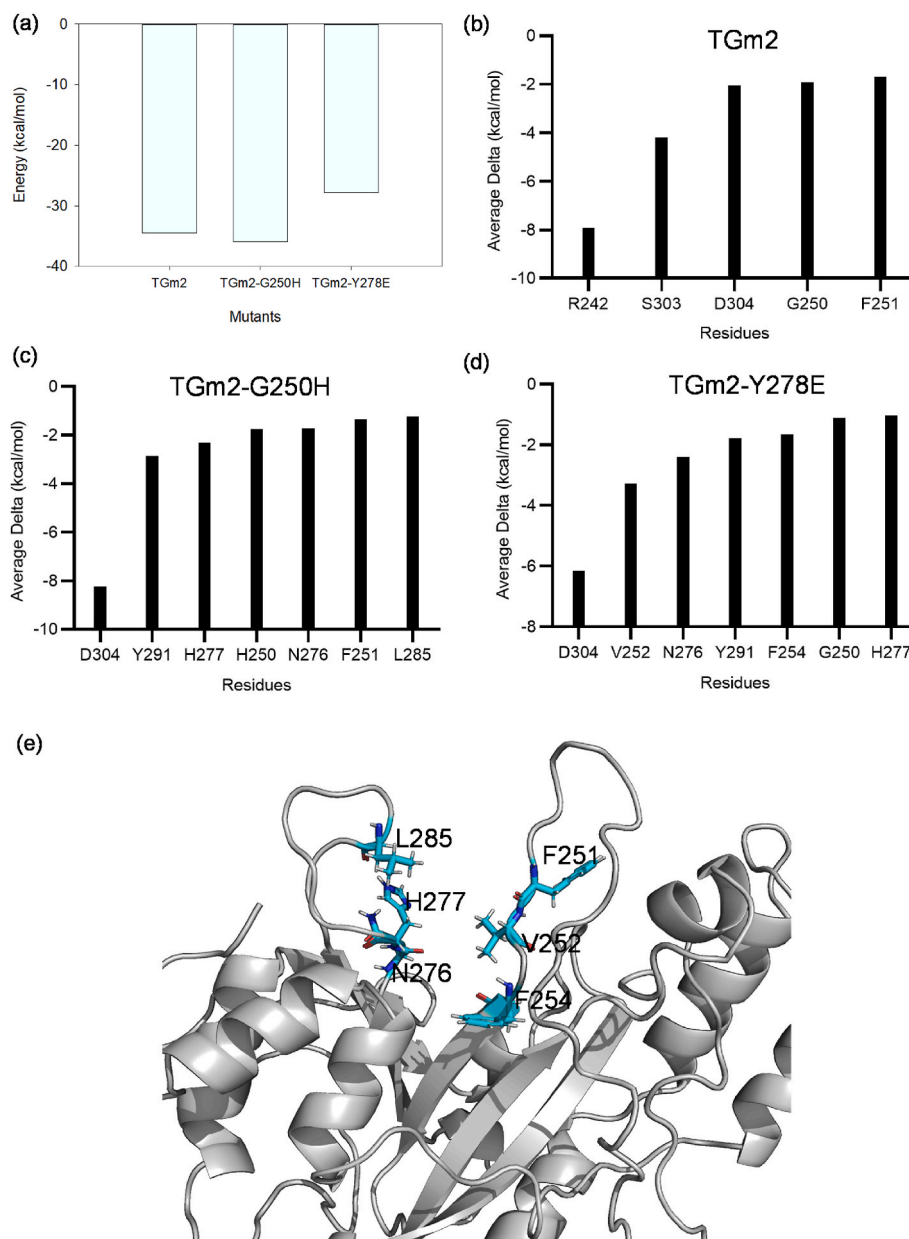 (a)
0
-10
-20
-30
-40
Energy (kcal/mol)
TGm2 TGm2-G250H TGm2-Y278E
Mutants
(b)
TGm2
0
-2
-4
-6
-8
-10
Average Delta (kcal/mol)
R242 S303 D304 G250 F251
Residues
(c)
TGm2-G250H
0
-2
-4
-6
-8
-10
Average Delta (kcal/mol)
D304 Y291 H277 H250 N276 F251 L285
Residues
(d)
TGm2-Y278E
0
-2
-4
-6
-8
Average Delta (kcal/mol)
D304 V252 N276 Y291 F254 G250 H277
Residues
(e)
L285
F251
H277
V252
N276
F254